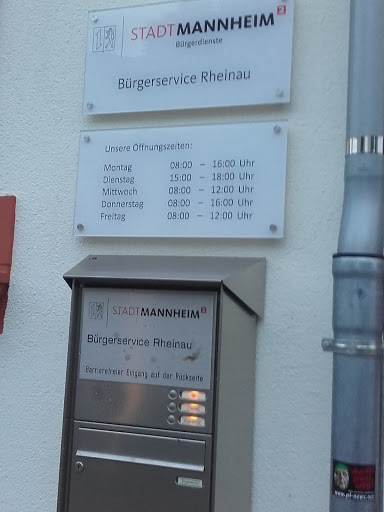 STADTMANNHEIM²
Bürgerdienste
Bürgerservice Rheinau
Unsere Öffnungszeiten:
Montag 08:00 – 16:00 Uhr
Dienstag 15:00 – 18:00 Uhr
Mittwoch 08:00 – 12:00 Uhr
Donnerstag 08:00 – 16:00 Uhr
Freitag 08:00 – 12:00 Uhr
STADTMANNHEIM²
Bürgerservice Rheinau
Barrierefreier Eingang auf der Rückseite